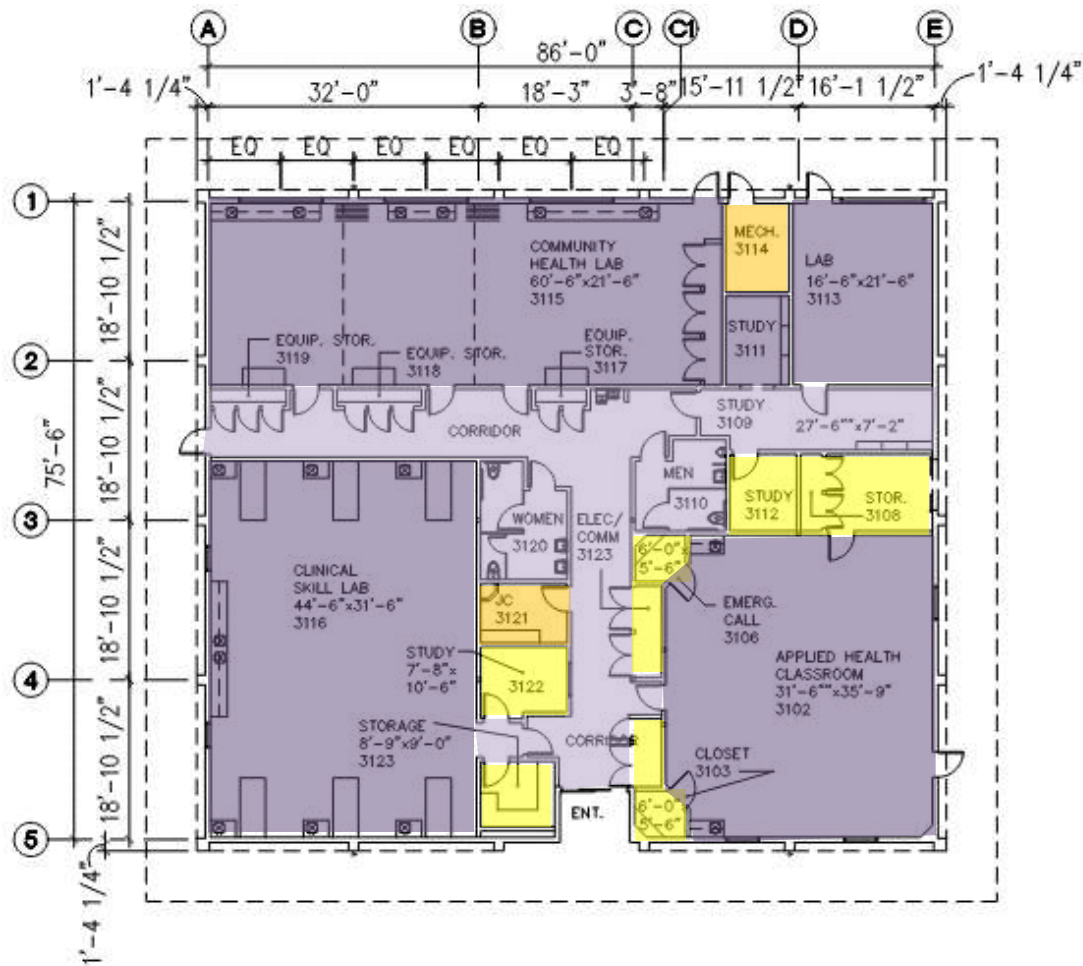 A B C C1 D E
86'-0"
1'-4 1/4" 1'-4 1/4"
32'-0" 18'-3" 3'-8" 15'-11 1/2" 16'-1 1/2"
EQ EQ EQ EQ EQ EQ
1
2
3
4
5
75'-6"
18'-10 1/2"
18'-10 1/2"
18'-10 1/2"
18'-10 1/2"
1'-4 1/4"
COMMUNITY
HEALTH LAB
60'-6"x21'-6"
3115
MECH.
3114
LAB
16'-6"x21'-6"
3113
STUDY
3111
EQUIP. STOR.
3119
EQUIP. STOR.
3118
EQUIP.
STOR.
3117
CORRIDOR
STUDY
3109
27'-6""x7'-2"
MEN
3110
STUDY
3112
STOR.
3108
WOMEN
3120
ELEC/
COMM
3123
6'-0"x
5'-6"
CLINICAL
SKILL LAB
44'-6"x31'-6"
3116
JC
3121
EMERG.
CALL
3106
STUDY
7'-8"x
10'-6"
3122
APPLIED HEALTH
CLASSROOM
31'-6""x35'-9"
3102
STORAGE
8'-9"x9'-0"
3123
CORRIDOR
CLOSET
3103
ENT.
6'-0"x
5'-6"